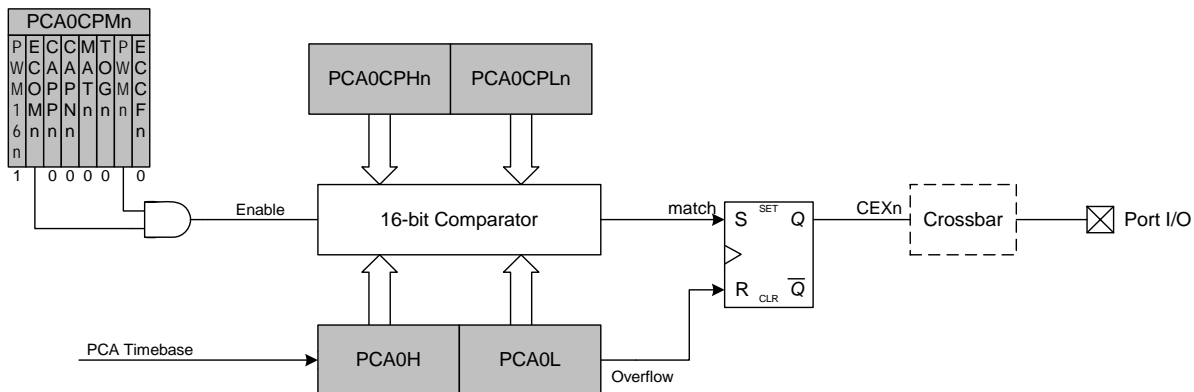 PCA0CPMn
PWM16n
ECOMn
CAPPn
CAPNn
MATn
TOGn
PWMn
ECCFn
1 0 0 0 0 0
PCA0CPHn PCA0CPLn
Enable
16-bit Comparator
match
S SET Q
R CLR Q
CEXn
Crossbar
Port I/O
PCA Timebase
PCA0H PCA0L
Overflow